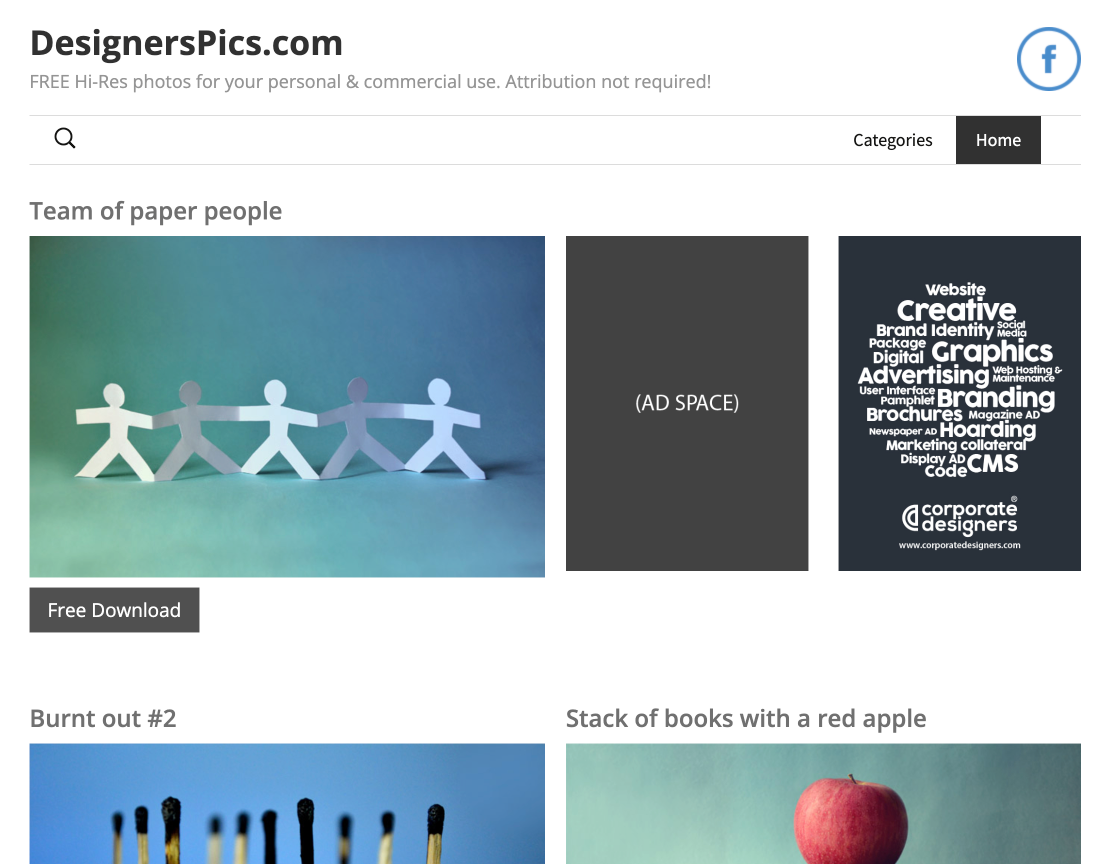 DesignersPics.com
FREE Hi-Res photos for your personal & commercial use. Attribution not required!
f
Categories
Home
Team of paper people
(AD SPACE)
Website
Creative
Brand Identity Social Media
Package
Digital Graphics
Advertising Web Hosting & Maintenance
User Interface
Pamphlet Branding
Brochures Magazine AD
Newspaper AD Hoarding
Marketing collateral
Display AD
Code CMS
corporate®
designers
www.corporatedesigners.com
Free Download
Burnt out #2
Stack of books with a red apple